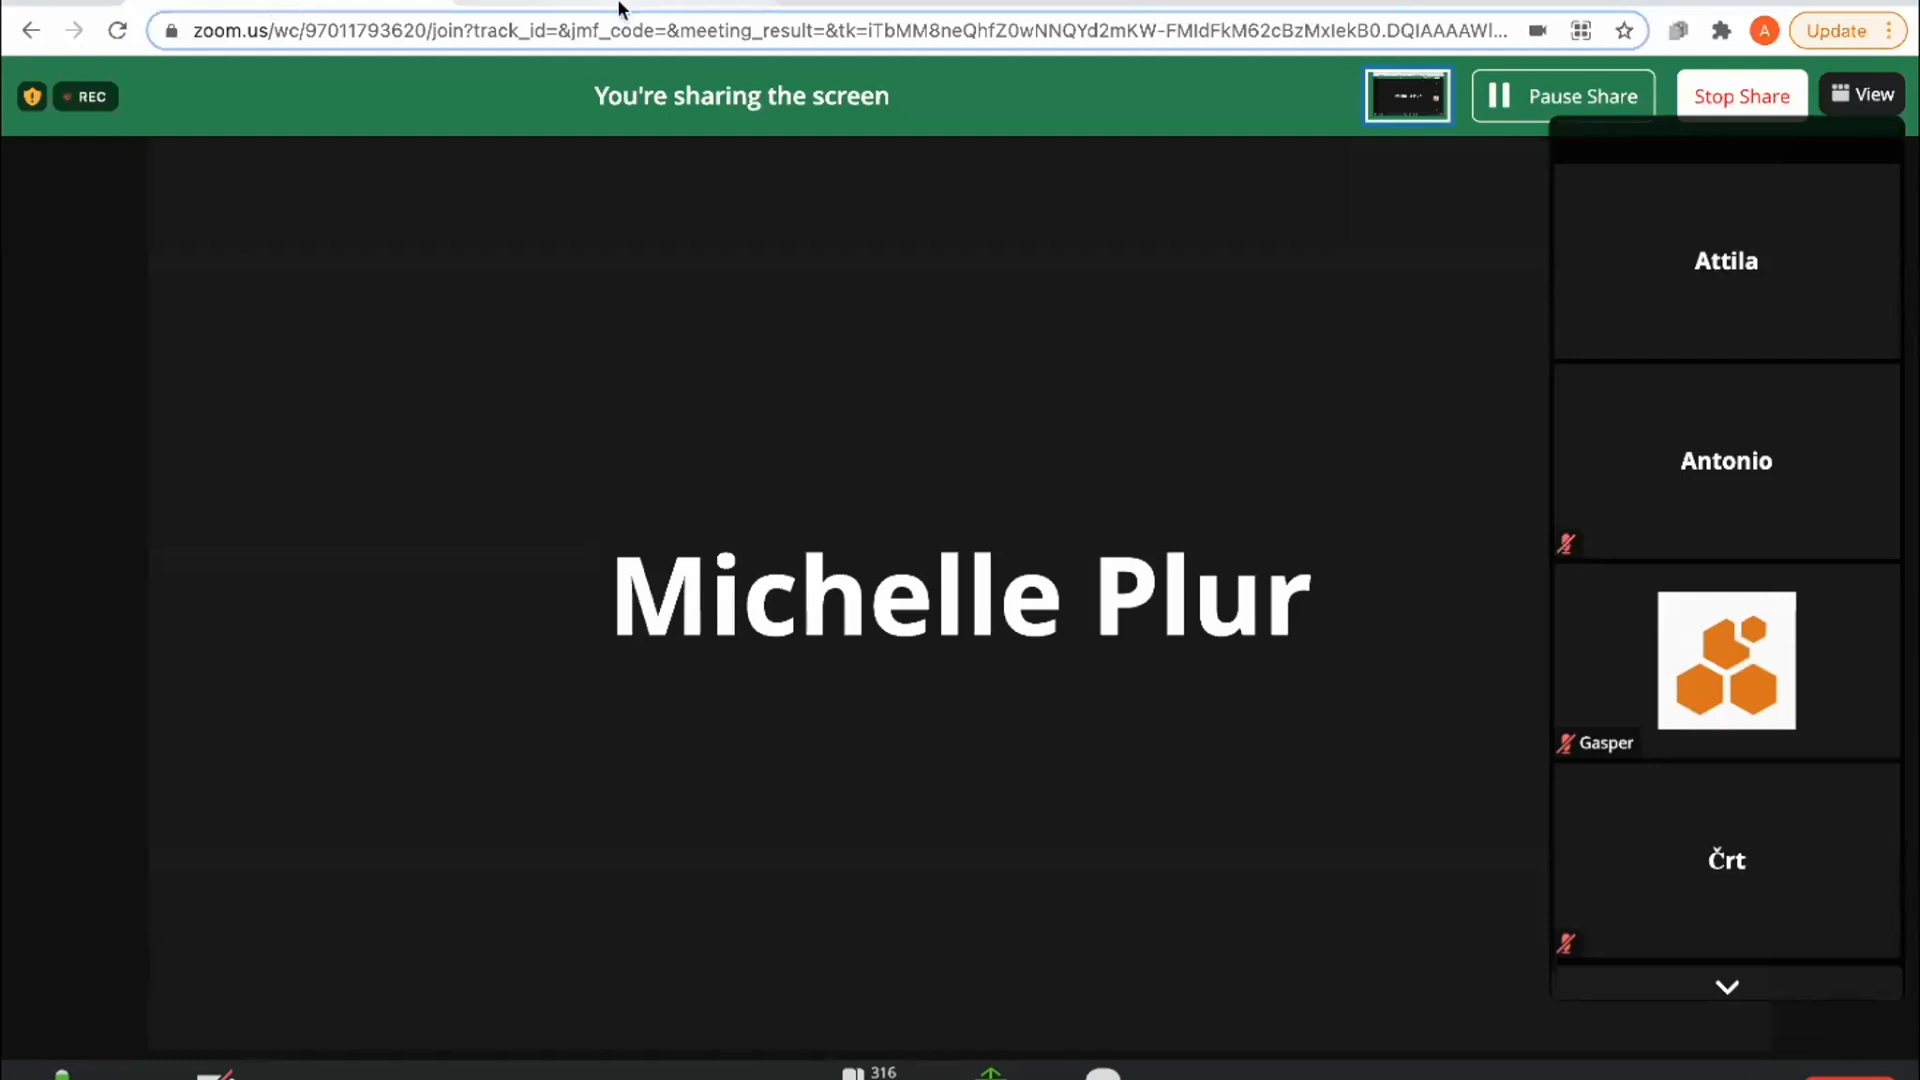 zoom.us/wc/97011793620/join?track_id=&jmf_code=&meeting_result=&tk=iTbMM8neQhfZ0wNNQYd2mKW-FMIdFkM62cBzMxIekB0.DQIAAAAWl...
A
Update
REC
You're sharing the screen
Pause Share
Stop Share
View
Attila
Antonio
Michelle Plur
Gasper
Črt
316